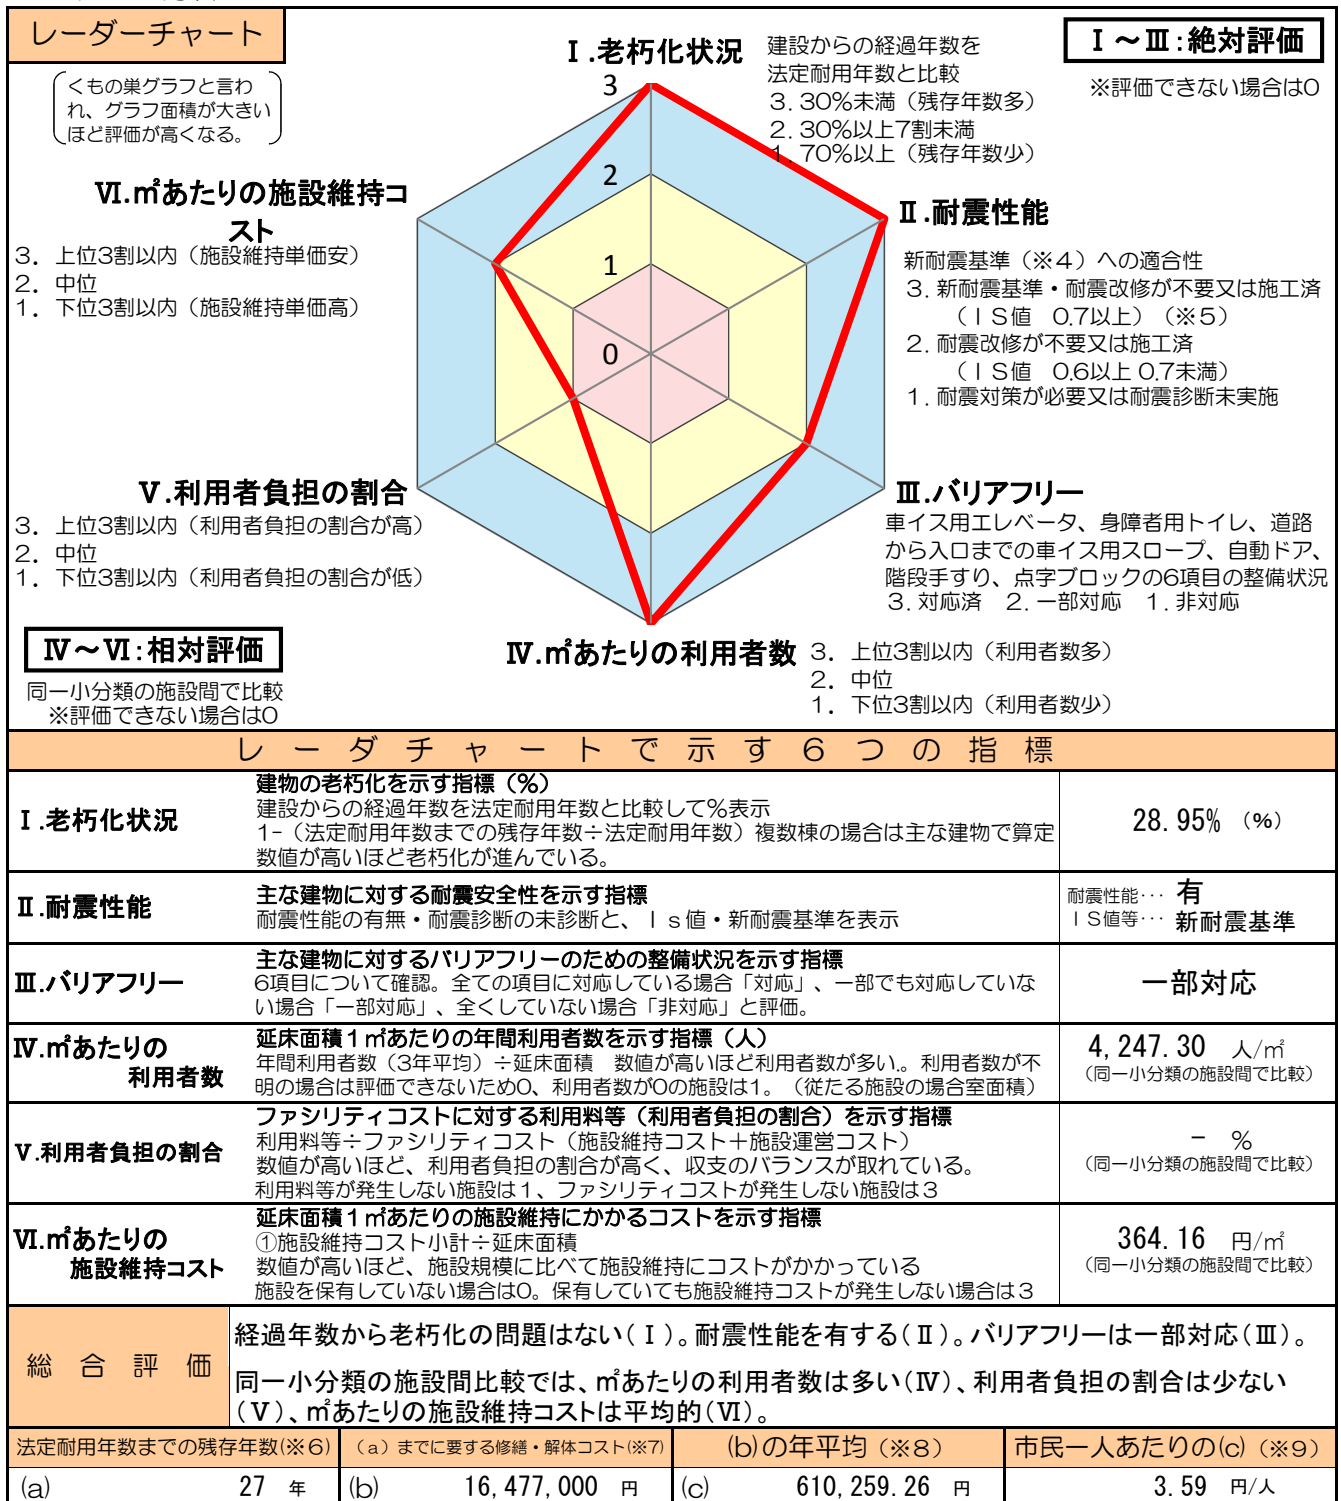 レーダーチャート
くもの巣グラフと言わ
れ、グラフ面積が大きい
ほど評価が高くなる。
Ⅰ.老朽化状況
建設からの経過年数を
法定耐用年数と比較
3. 30%未満（残存年数多）
2. 30%以上7割未満
1. 70%以上（残存年数少）
Ⅰ～Ⅲ:絶対評価
※評価できない場合は0
3
2
1
0
Ⅱ.耐震性能
新耐震基準（※4）への適合性
3. 新耐震基準・耐震改修が不要又は施工済
（ＩＳ値　0.7以上）（※5）
2. 耐震改修が不要又は施工済
（ＩＳ値　0.6以上 0.7未満）
1. 耐震対策が必要又は耐震診断未実施
Ⅵ.㎡あたりの施設維持コ
スト
3. 上位3割以内（施設維持単価安）
2. 中位
1. 下位3割以内（施設維持単価高）
Ⅴ.利用者負担の割合
3. 上位3割以内（利用者負担の割合が高）
2. 中位
1. 下位3割以内（利用者負担の割合が低）
Ⅲ.バリアフリー
車イス用エレベータ、身障者用トイレ、道路
から入口までの車イス用スロープ、自動ドア、
階段手すり、点字ブロックの6項目の整備状況
3. 対応済　2. 一部対応　1. 非対応
Ⅳ～Ⅵ:相対評価
同一小分類の施設間で比較
※評価できない場合は0
Ⅳ.㎡あたりの利用者数
3. 上位3割以内（利用者数多）
2. 中位
1. 下位3割以内（利用者数少）
レーダチャートで示す6つの指標
Ⅰ.老朽化状況
建物の老朽化を示す指標（%）
建設からの経過年数を法定耐用年数と比較して%表示
1-（法定耐用年数までの残存年数÷法定耐用年数）複数棟の場合は主な建物で算定
数値が高いほど老朽化が進んでいる。
28.95% （%）
Ⅱ.耐震性能
主な建物に対する耐震安全性を示す指標
耐震性能の有無・耐震診断の未診断と、Ｉｓ値・新耐震基準を表示
耐震性能･･･ 有
ＩＳ値等･･･ 新耐震基準
Ⅲ.バリアフリー
主な建物に対するバリアフリーのための整備状況を示す指標
6項目について確認。全ての項目に対応している場合「対応」、一部でも対応していな
い場合「一部対応」、全くしていない場合「非対応」と評価。
一部対応
Ⅳ.㎡あたりの
利用者数
延床面積1㎡あたりの年間利用者数を示す指標（人）
年間利用者数（3年平均）÷延床面積　数値が高いほど利用者数が多い。利用者数が不
明の場合は評価できないため0、利用者数が0の施設は1。（従たる施設の場合室面積）
4,247.30 人/㎡
（同一小分類の施設間で比較）
Ⅴ.利用者負担の割合
ファシリティコストに対する利用料等（利用者負担の割合）を示す指標
利用料等÷ファシリティコスト（施設維持コスト＋施設運営コスト）
数値が高いほど、利用者負担の割合が高く、収支のバランスが取れている。
利用料等が発生しない施設は１、ファシリティコストが発生しない施設は３
- %
（同一小分類の施設間で比較）
Ⅵ.㎡あたりの
施設維持コスト
延床面積1㎡あたりの施設維持にかかるコストを示す指標
①施設維持コスト小計÷延床面積
数値が高いほど、施設規模に比べて施設維持にコストがかかっている
施設を保有していない場合は0。保有していても施設維持コストが発生しない場合は３
364.16 円/㎡
（同一小分類の施設間で比較）
総合評価
経過年数から老朽化の問題はない(Ⅰ)。耐震性能を有する(Ⅱ)。バリアフリーは一部対応(Ⅲ)。
同一小分類の施設間比較では、㎡あたりの利用者数は多い(Ⅳ)、利用者負担の割合は少ない
(Ⅴ)、㎡あたりの施設維持コストは平均的(Ⅵ)。
法定耐用年数までの残存年数(※6)
（a）までに要する修繕・解体コスト(※7)
(b)の年平均（※8）
市民一人あたりの(c)（※9）
(a) 27 年
(b) 16,477,000 円
(c) 610,259.26 円
3.59 円/人